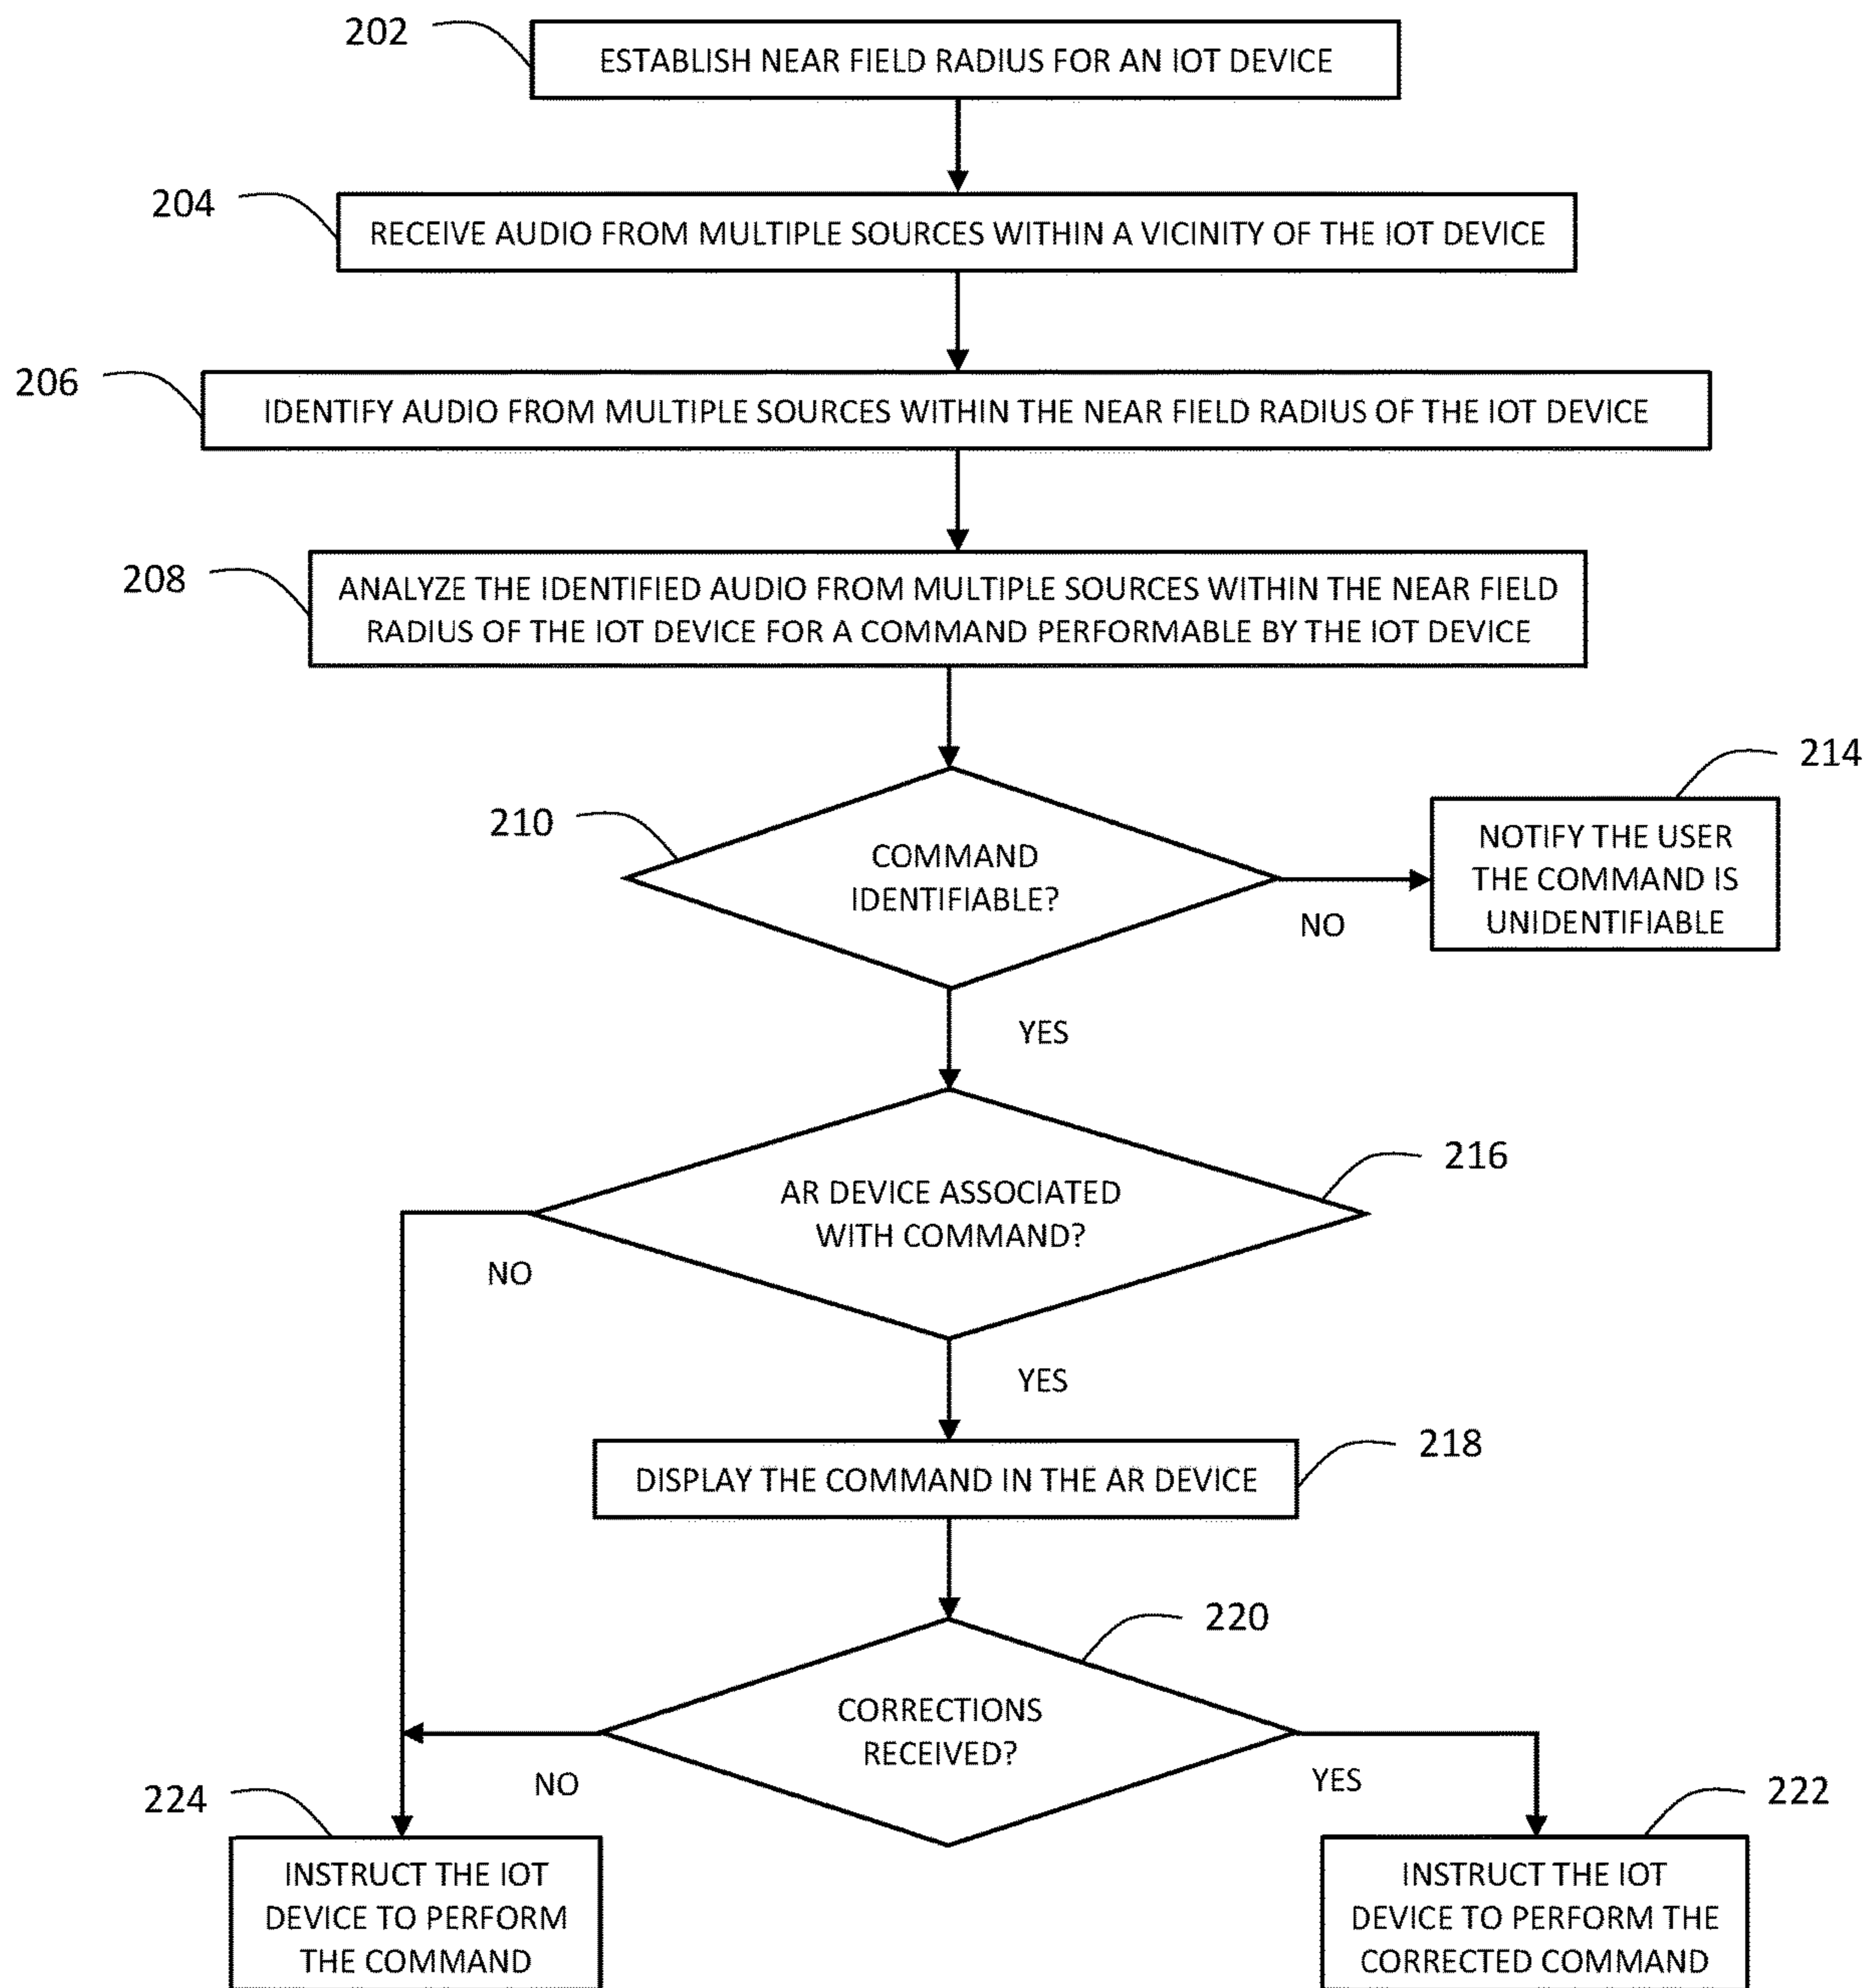 202
ESTABLISH NEAR FIELD RADIUS FOR AN IOT DEVICE
204
RECEIVE AUDIO FROM MULTIPLE SOURCES WITHIN A VICINITY OF THE IOT DEVICE
206
IDENTIFY AUDIO FROM MULTIPLE SOURCES WITHIN THE NEAR FIELD RADIUS OF THE IOT DEVICE
208
ANALYZE THE IDENTIFIED AUDIO FROM MULTIPLE SOURCES WITHIN THE NEAR FIELD
RADIUS OF THE IOT DEVICE FOR A COMMAND PERFORMABLE BY THE IOT DEVICE
210
COMMAND
IDENTIFIABLE?
NO
214
NOTIFY THE USER
THE COMMAND IS
UNIDENTIFIABLE
YES
216
AR DEVICE ASSOCIATED
WITH COMMAND?
NO
YES
218
DISPLAY THE COMMAND IN THE AR DEVICE
220
CORRECTIONS
RECEIVED?
NO
YES
224
INSTRUCT THE IOT
DEVICE TO PERFORM
THE COMMAND
222
INSTRUCT THE IOT
DEVICE TO PERFORM THE
CORRECTED COMMAND